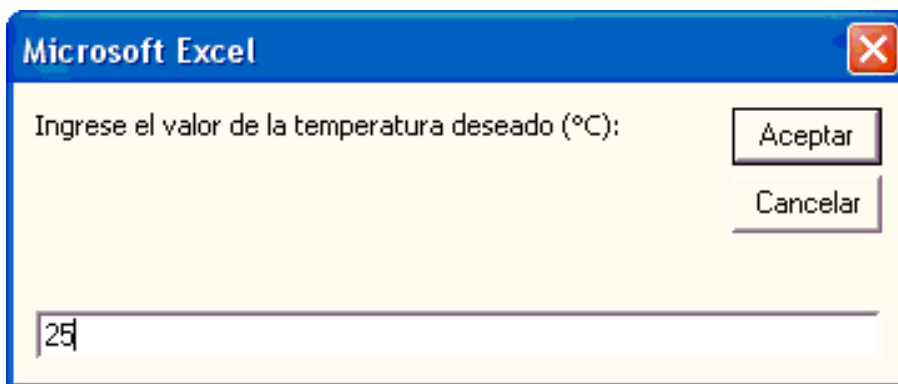 Microsoft Excel
Ingrese el valor de la temperatura deseado (°C):
Aceptar
Cancelar
25